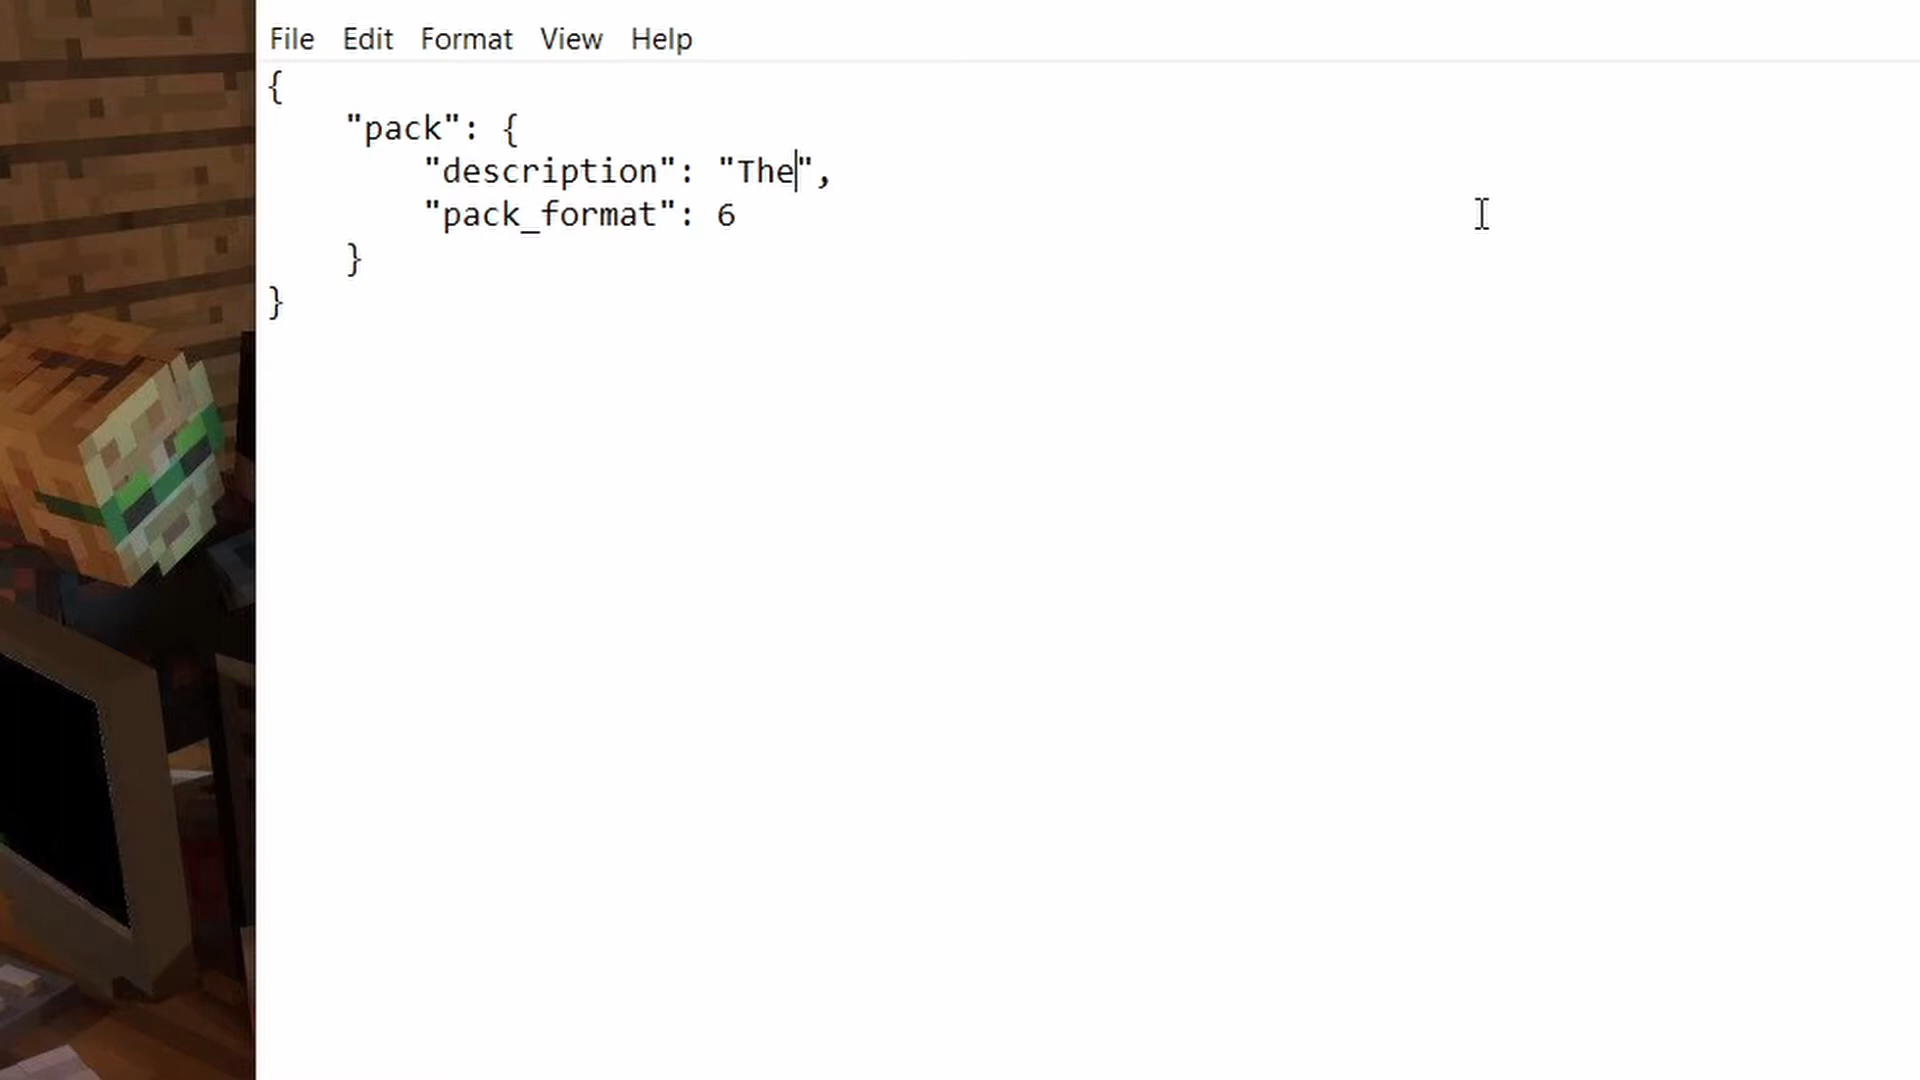 File Edit Format View Help
{
    "pack": {
        "description": "The",
        "pack_format": 6
    }
}